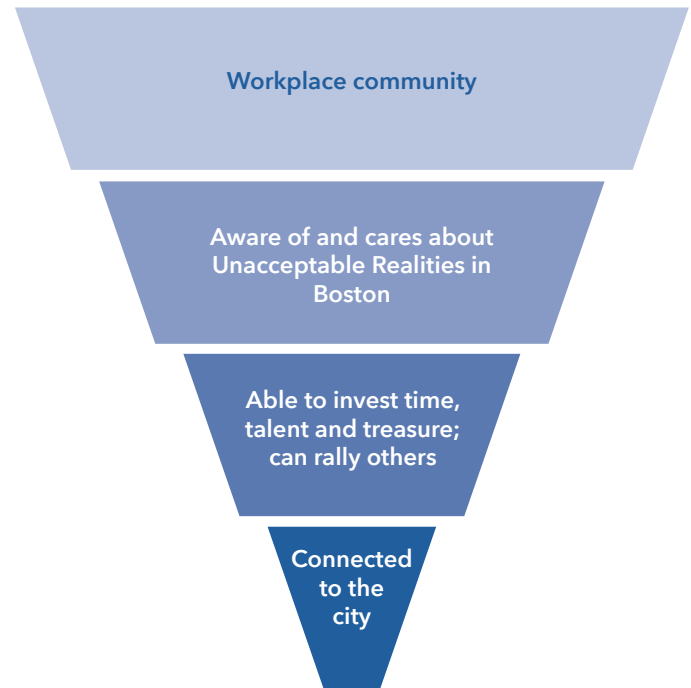 Workplace community
Aware of and cares about
Unacceptable Realities in
Boston
Able to invest time,
talent and treasure;
can rally others
Connected
to the
city